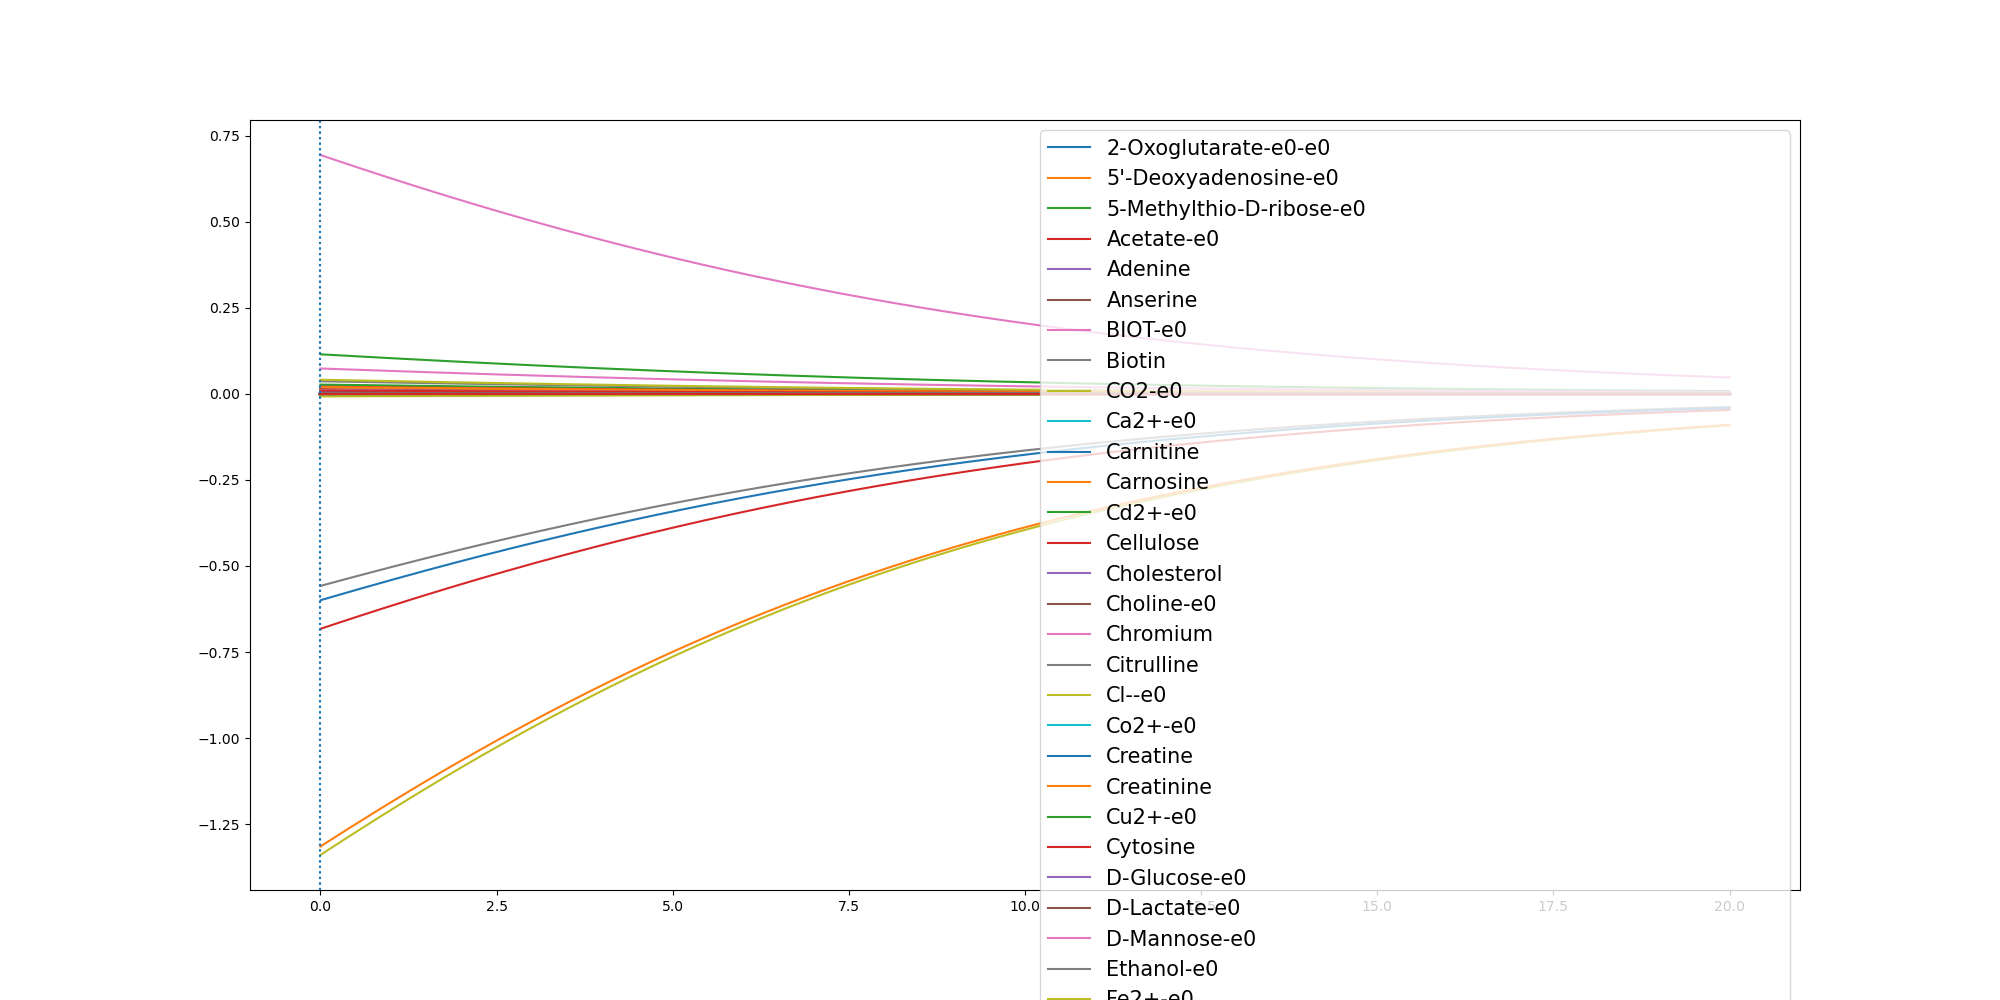 0.75
0.50
0.25
0.00
−0.25
−0.50
−0.75
−1.00
−1.25
0.0 2.5 5.0 7.5 10.0 15.0 17.5 20.0
2-Oxoglutarate-e0-e0
5'-Deoxyadenosine-e0
5-Methylthio-D-ribose-e0
Acetate-e0
Adenine
Anserine
BIOT-e0
Biotin
CO2-e0
Ca2+-e0
Carnitine
Carnosine
Cd2+-e0
Cellulose
Cholesterol
Choline-e0
Chromium
Citrulline
Cl--e0
Co2+-e0
Creatine
Creatinine
Cu2+-e0
Cytosine
D-Glucose-e0
D-Lactate-e0
D-Mannose-e0
Ethanol-e0
Fe2+-e0